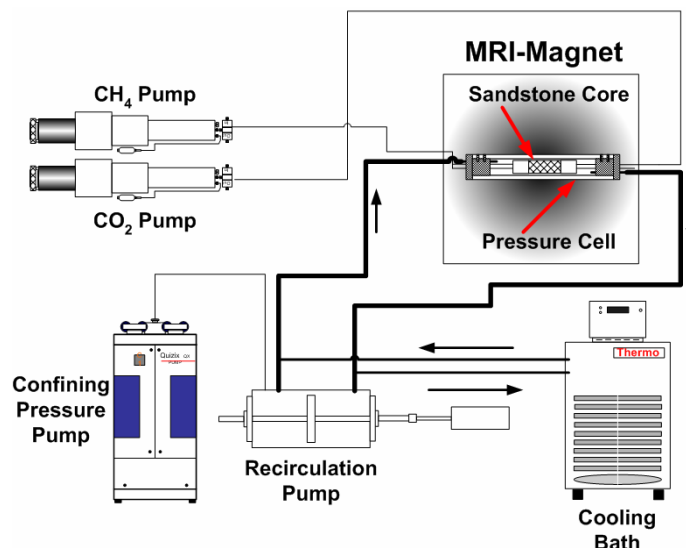 MRI-Magnet
CH4 Pump
Sandstone Core
CO2 Pump
Pressure Cell
Quizix QX
Thermo
Confining
Pressure
Pump
Recirculation
Pump
Cooling
Bath